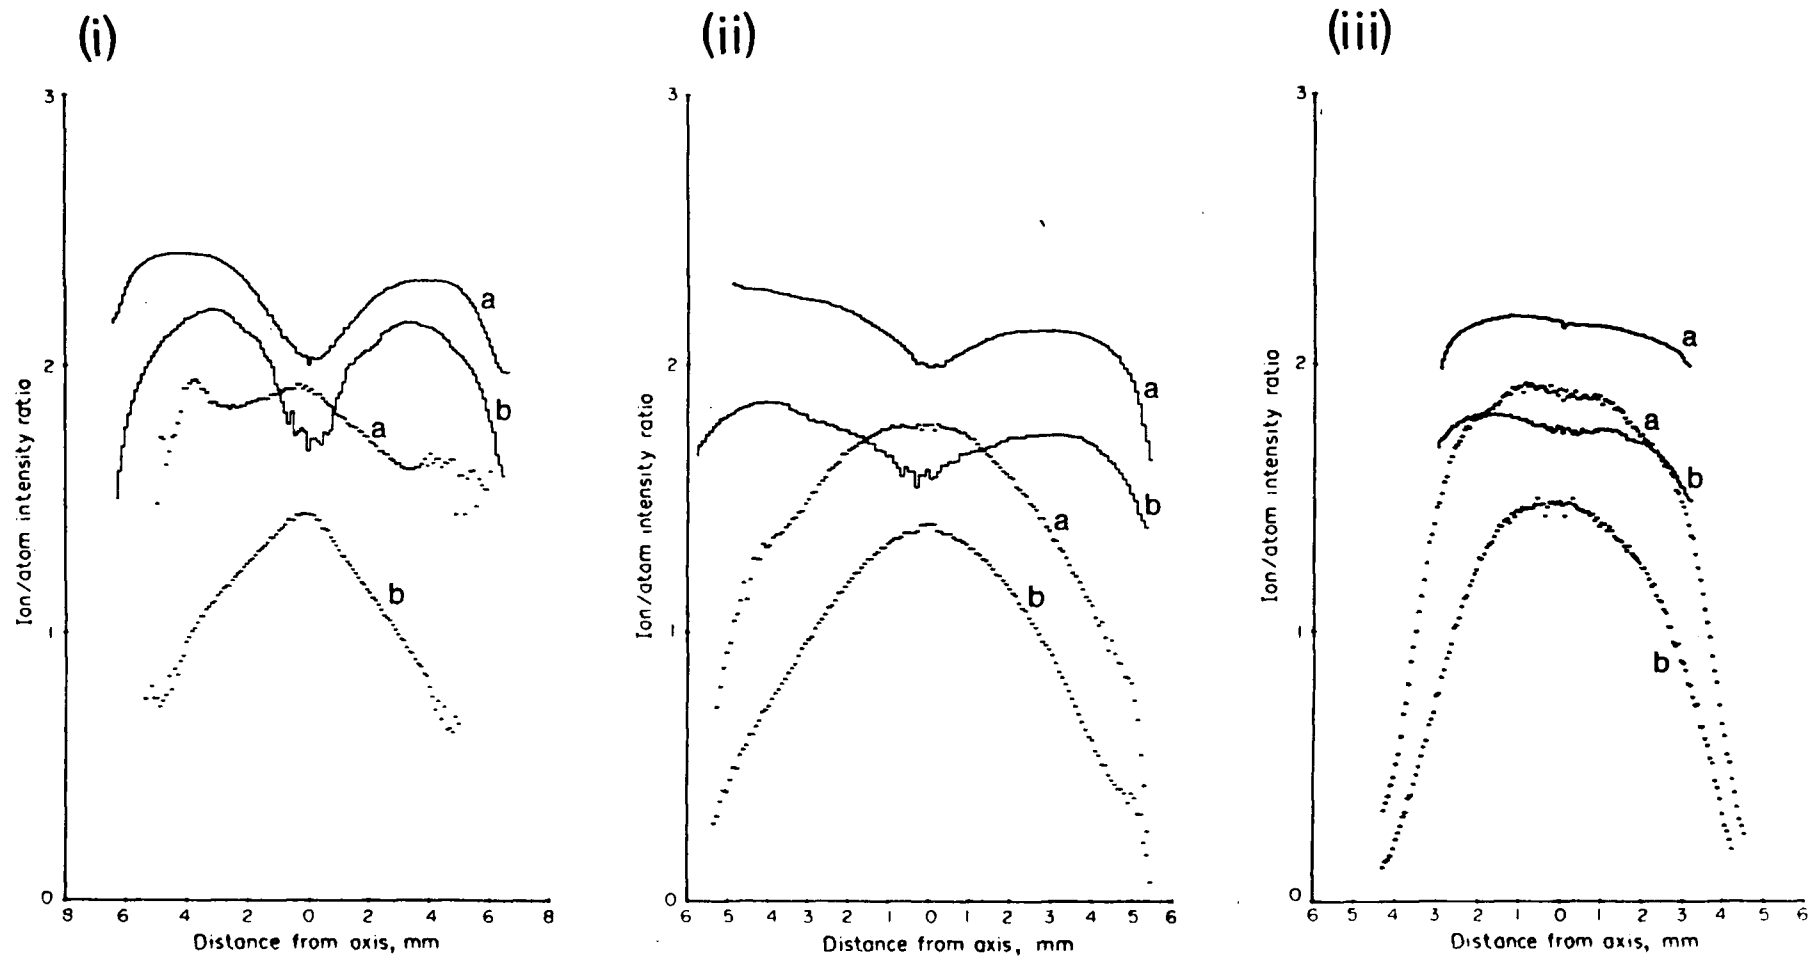 (i)
(ii)
(iii)
3
2
1
0
Ion/atom intensity ratio
a
b
a
b
8 6 4 2 0 2 4 6 8
Distance from axis, mm
3
2
1
0
Ion/atom intensity ratio
a
b
a
b
6 5 4 3 2 1 0 1 2 3 4 5 6
Distance from axis, mm
3
2
1
0
Ion/atom intensity ratio
a
a
b
b
6 5 4 3 2 1 0 1 2 3 4 5 6
Distance from axis, mm